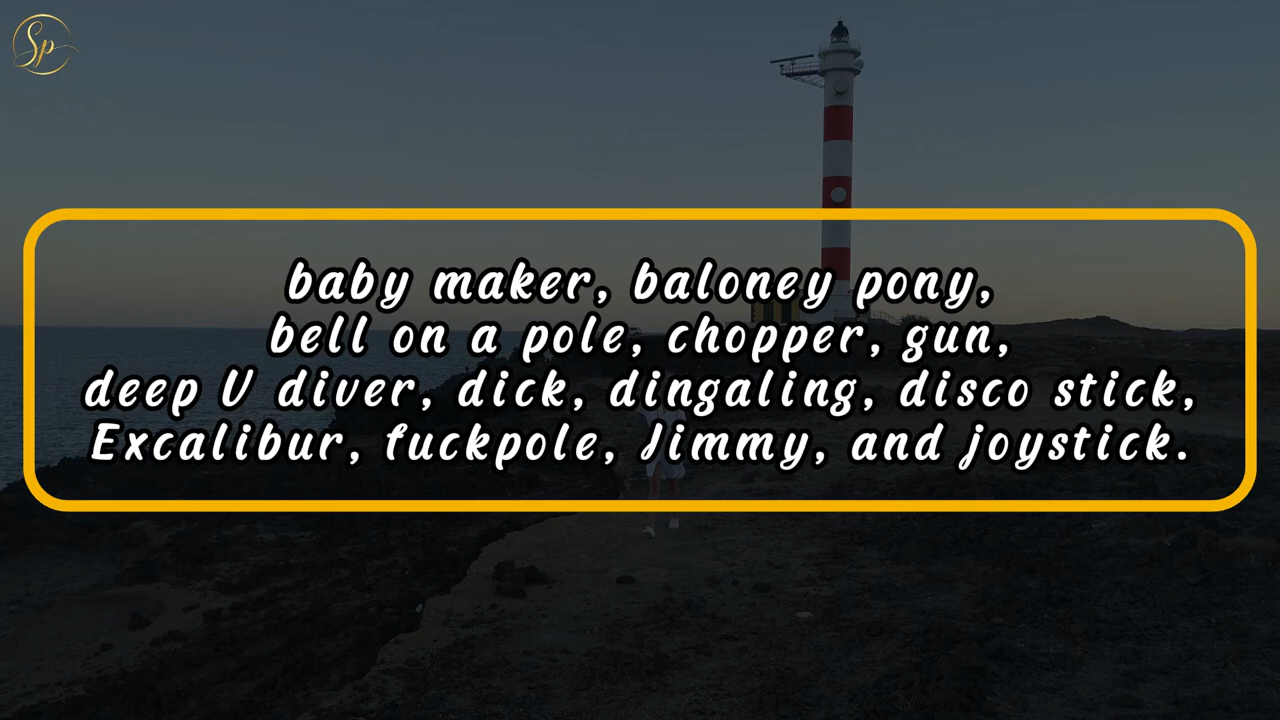 Sp
baby maker, baloney pony,
bell on a pole, chopper, gun,
deep V diver, dick, dingaling, disco stick,
Excalibur, fuckpole, Jimmy, and joystick.